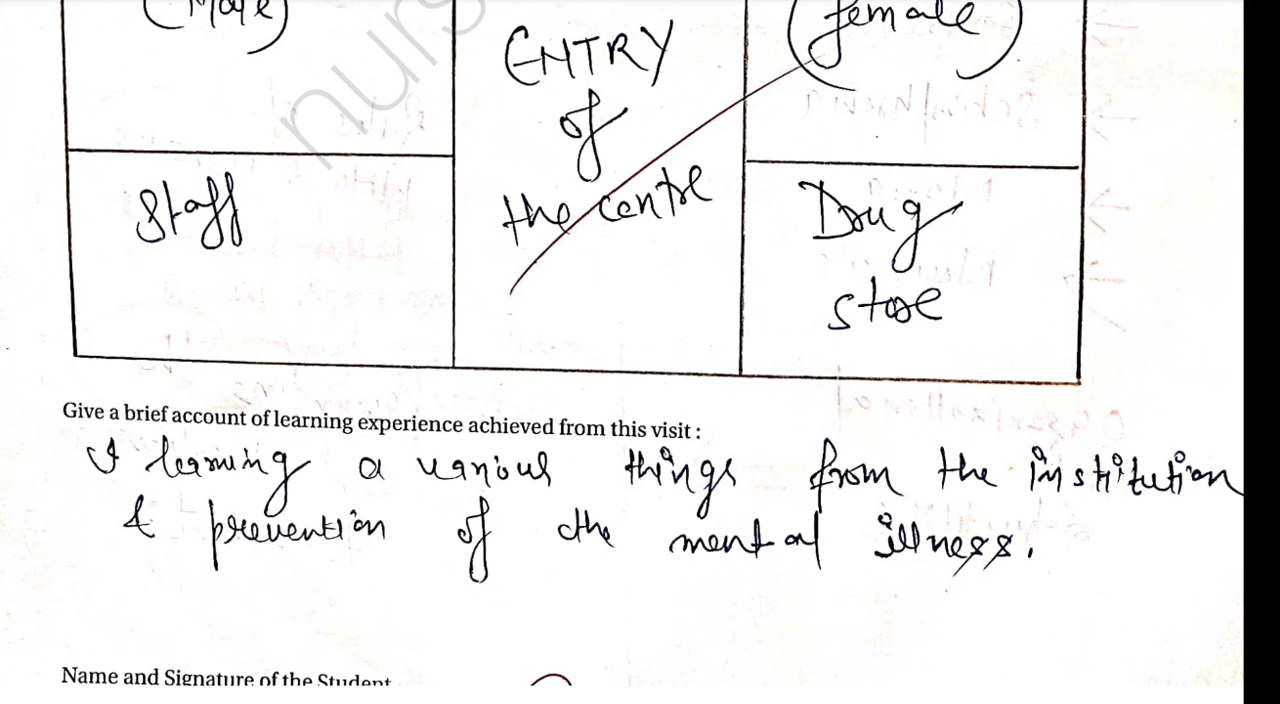 (Male)
ENTRY
of
the centre
(female)
Staff
Drug
store
Give a brief account of learning experience achieved from this visit :
I learning a various things from the institution
& prevention of the mental illness.
Name and Signature of the Student